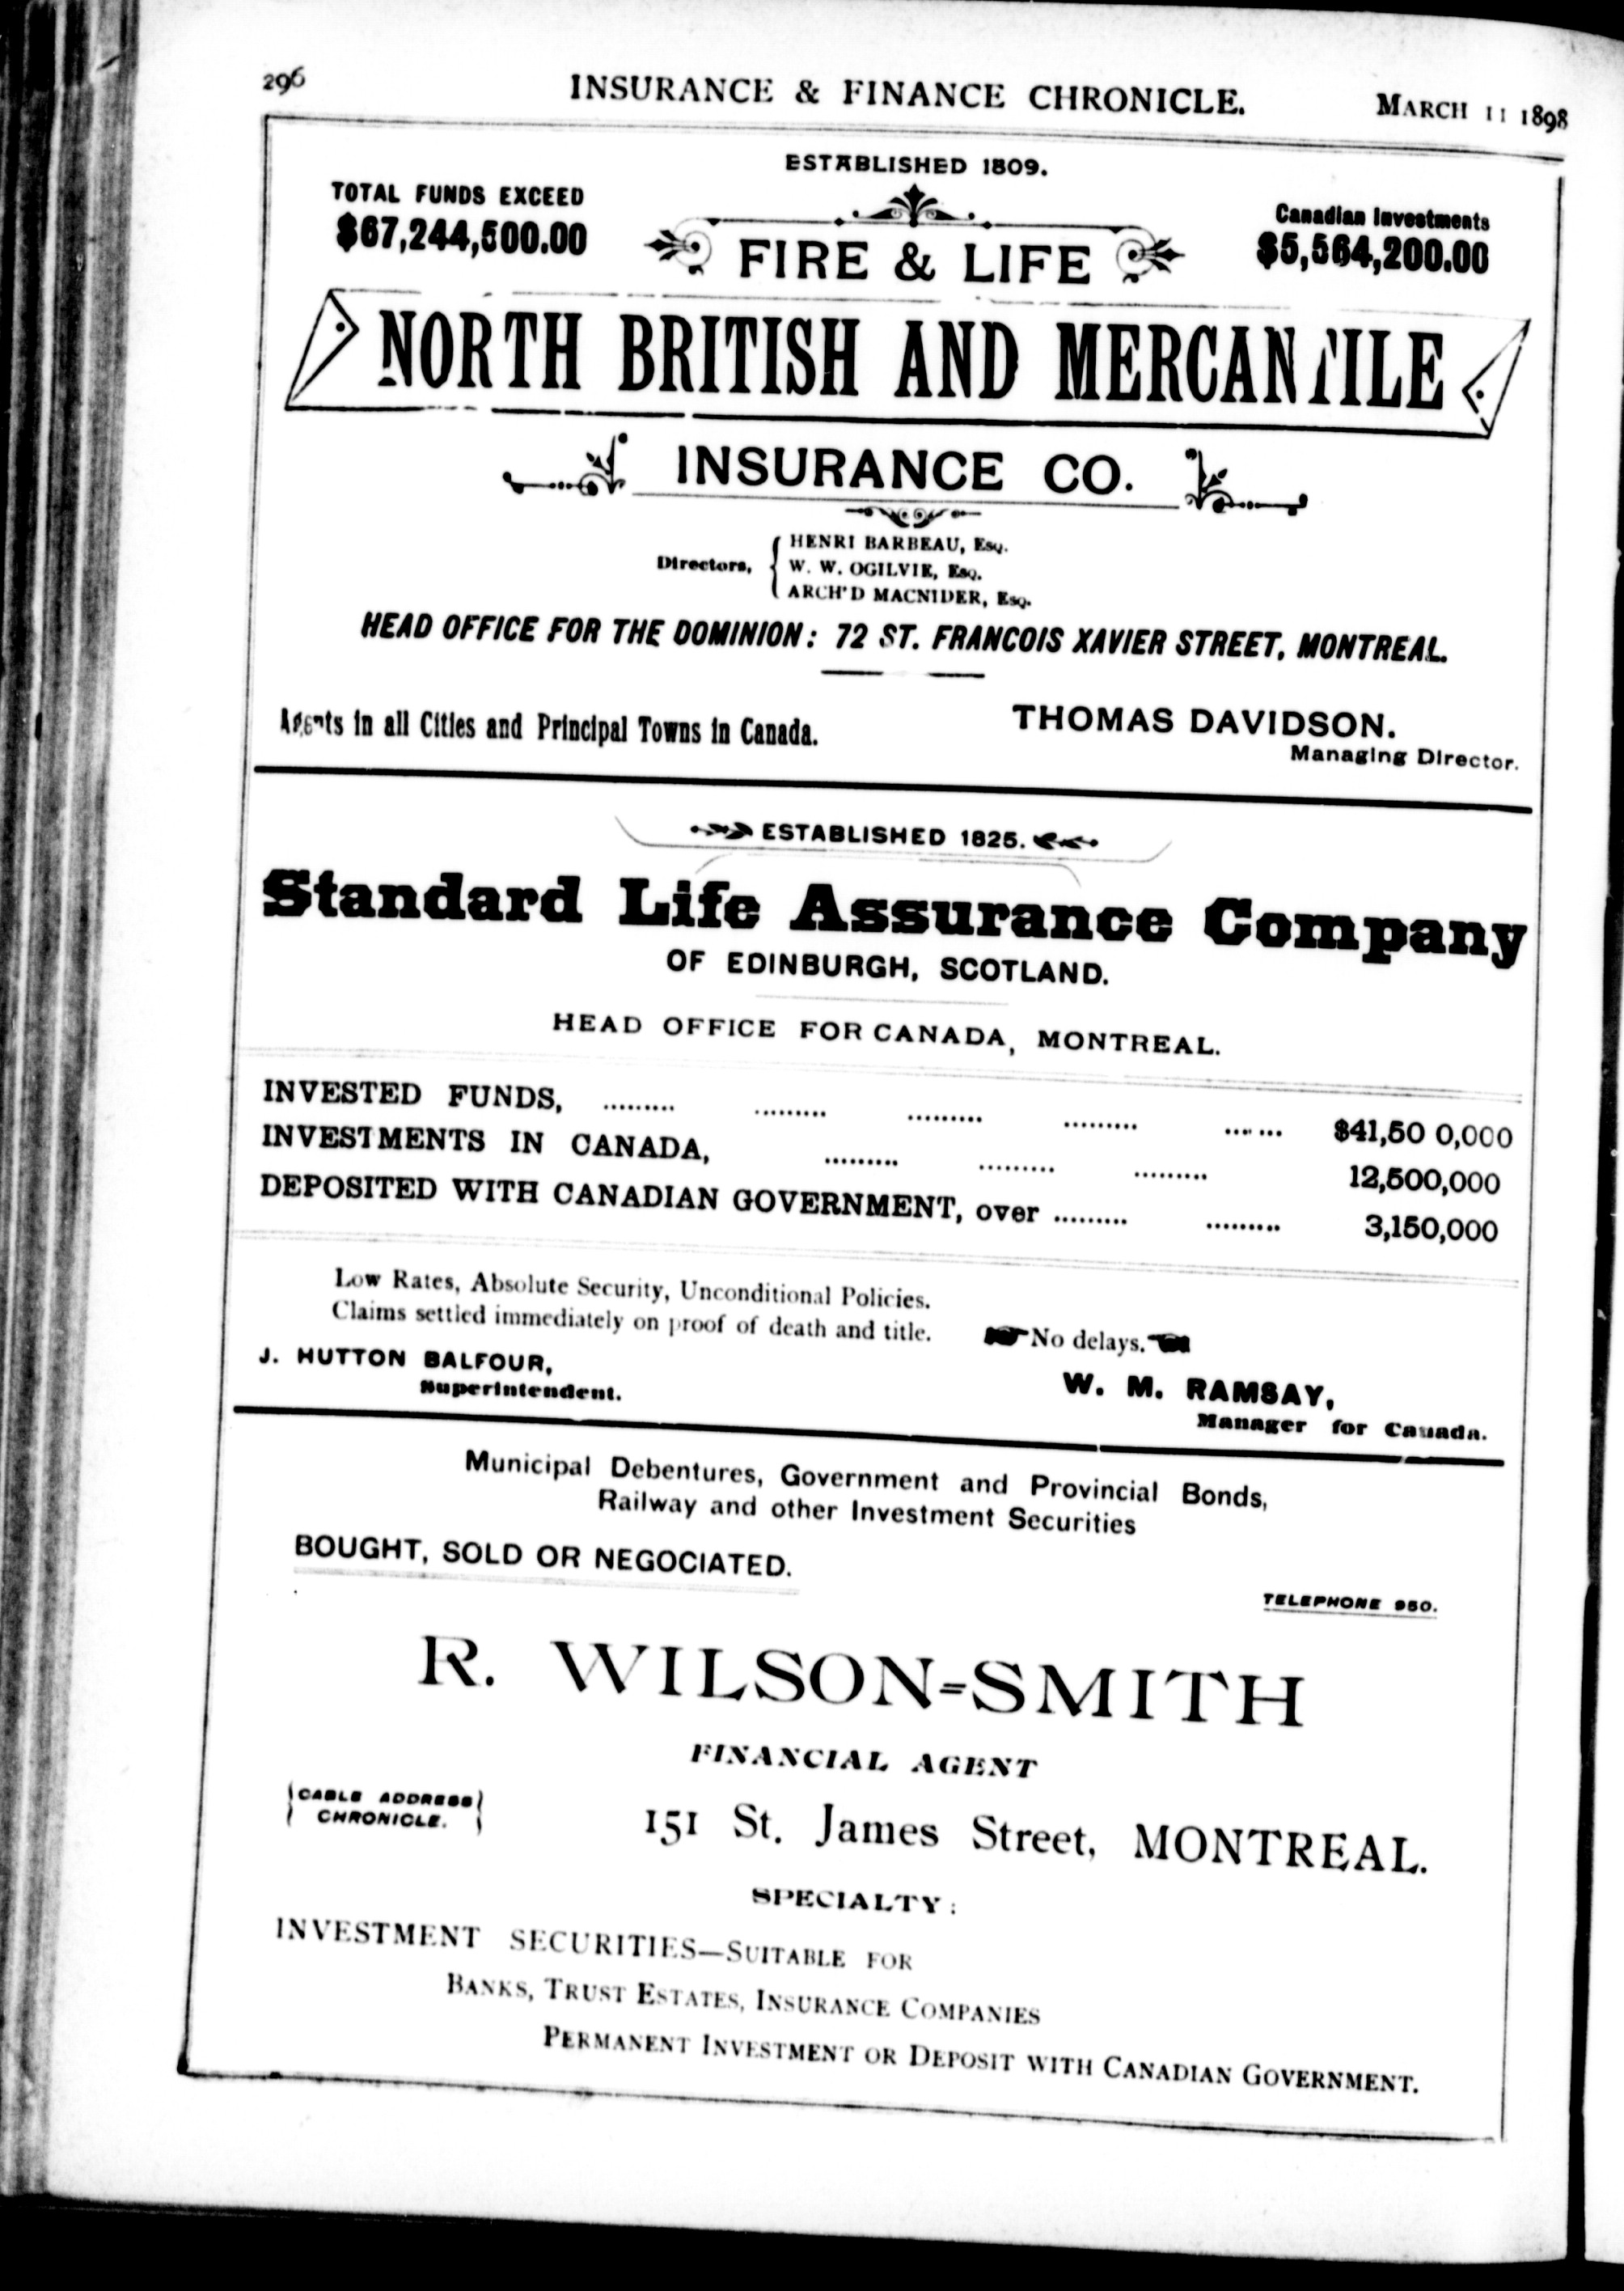 296 INSURANCE & FINANCE CHRONICLE. MARCH 11 1898
ESTABLISHED 1809.
TOTAL FUNDS EXCEED
$67,244,500.00
Canadian Investments
$5,564,200.00
FIRE & LIFE
NORTH BRITISH AND MERCANTILE
INSURANCE CO.
Directors,
HENRI BARBEAU, Esq.
W. W. OGILVIE, Esq.
ARCH'D MACNIDER, Esq.
HEAD OFFICE FOR THE DOMINION: 72 ST. FRANCOIS XAVIER STREET, MONTREAL.
Agents in all Cities and Principal Towns in Canada.
THOMAS DAVIDSON.
Managing Director.
ESTABLISHED 1825.
Standard Life Assurance Company
OF EDINBURGH, SCOTLAND.
HEAD OFFICE FOR CANADA, MONTREAL.
INVESTED FUNDS, ......... ......... ......... ......... ....... $41,500,000
INVESTMENTS IN CANADA, ......... ......... ......... 12,500,000
DEPOSITED WITH CANADIAN GOVERNMENT, over ......... ......... 3,150,000
Low Rates, Absolute Security, Unconditional Policies.
Claims settled immediately on proof of death and title. No delays.
J. HUTTON BALFOUR,
Superintendent.
W. M. RAMSAY,
Manager for Canada.
Municipal Debentures, Government and Provincial Bonds,
Railway and other Investment Securities
BOUGHT, SOLD OR NEGOCIATED.
TELEPHONE 950.
R. WILSON-SMITH
FINANCIAL AGENT
CABLE ADDRESS
CHRONICLE.
151 St. James Street, MONTREAL.
SPECIALTY:
INVESTMENT SECURITIES—SUITABLE FOR
BANKS, TRUST ESTATES, INSURANCE COMPANIES
PERMANENT INVESTMENT OR DEPOSIT WITH CANADIAN GOVERNMENT.